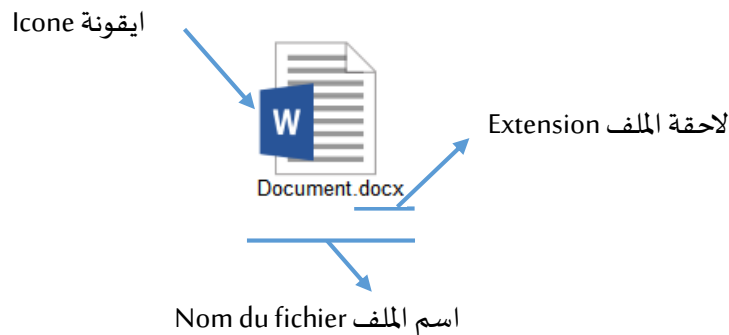 ايقونة Icone
W
لاحقة الملف Extension
Document.docx
اسم الملف Nom du fichier